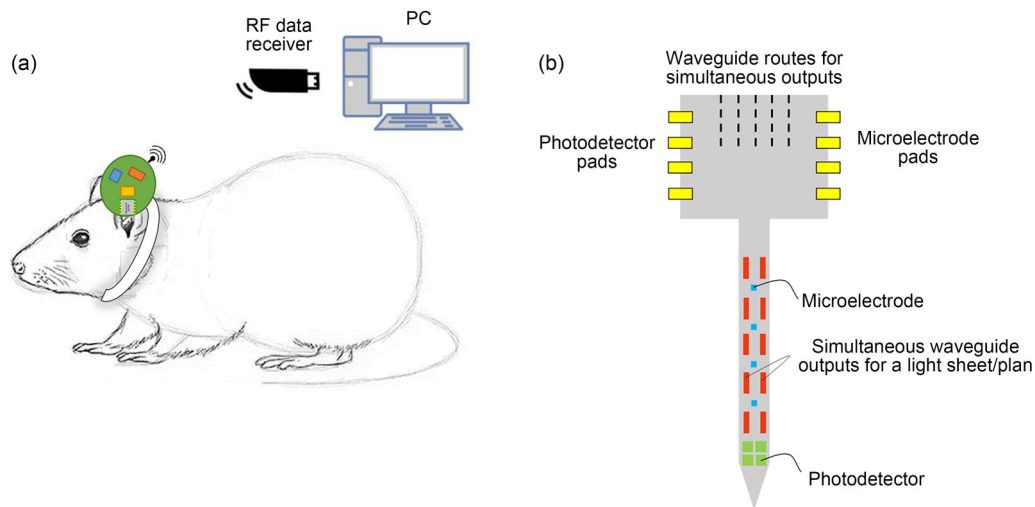 (a)
RF data
receiver
PC
(b)
Waveguide routes for
simultaneous outputs
Photodetector
pads
Microelectrode
pads
Microelectrode
Simultaneous waveguide
outputs for a light sheet/plan
Photodetector